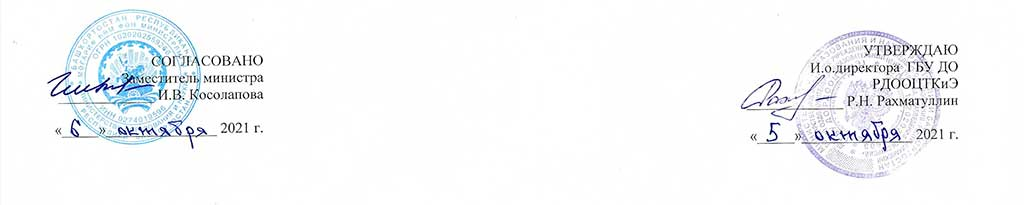 СОГЛАСОВАНО
Заместитель министра
И.В. Косолапова
« 6 » октября 2021 г.
УТВЕРЖДАЮ
И.о.директора ГБУ ДО
РДООЦТКиЭ
Р.Н. Рахматуллин
« 5 » октября 2021 г.